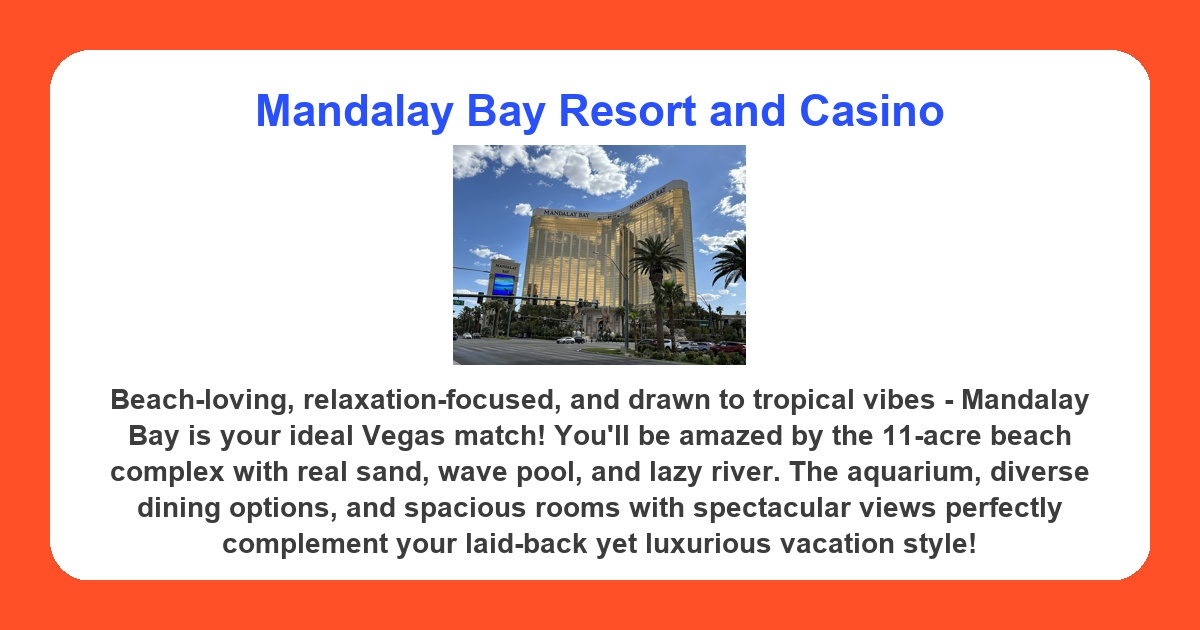 Mandalay Bay Resort and Casino
MANDALAY BAY
MANDALAY BAY
MANDALAY
BAY
Beach-loving, relaxation-focused, and drawn to tropical vibes - Mandalay
Bay is your ideal Vegas match! You'll be amazed by the 11-acre beach
complex with real sand, wave pool, and lazy river. The aquarium, diverse
dining options, and spacious rooms with spectacular views perfectly
complement your laid-back yet luxurious vacation style!